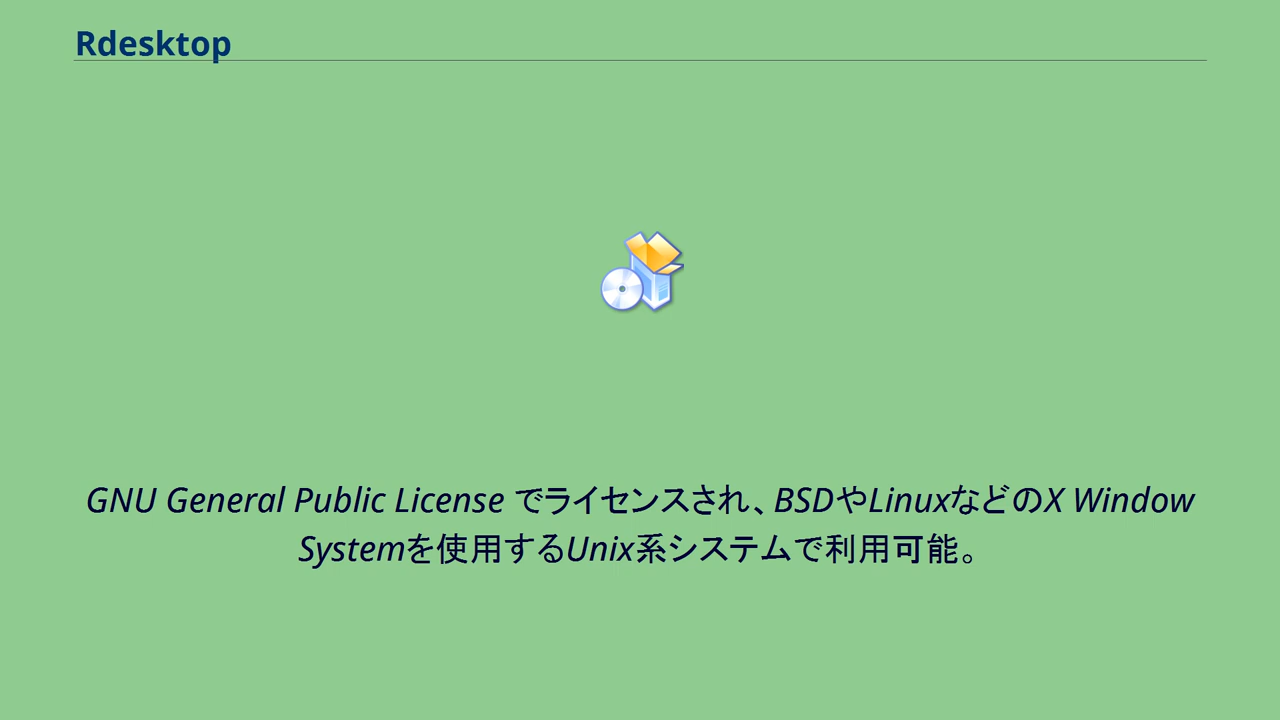 Rdesktop
GNU General Public License でライセンスされ、BSDやLinuxなどのX Window
Systemを使用するUnix系システムで利用可能。